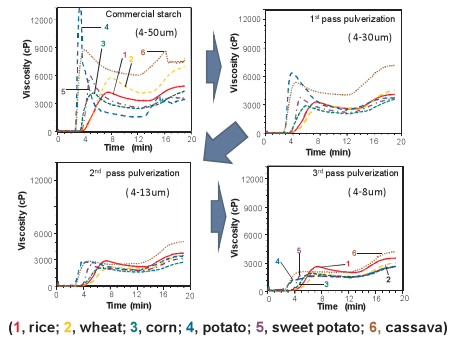 Commercial starch
(4-50um)
Viscosity (cP)
12000
9000
6000
3000
0
0 4 8 12 16 20
Time (min)
4
5
3
1
2
6
1st pass pulverization
(4-30um)
Viscosity (cP)
12000
9000
6000
3000
0
0 4 8 12 16 20
Time (min)
2nd pass pulverization
(4-13um)
Viscosity (cP)
12000
9000
6000
3000
0
0 4 8 12 16 20
Time (min)
3rd pass pulverization
(4-8um)
Viscosity (cP)
12000
9000
6000
3000
0
0 4 8 12 16 20
Time (min)
4
5
1
6
3
2
(1, rice; 2, wheat; 3, corn; 4, potato; 5, sweet potato; 6, cassava)